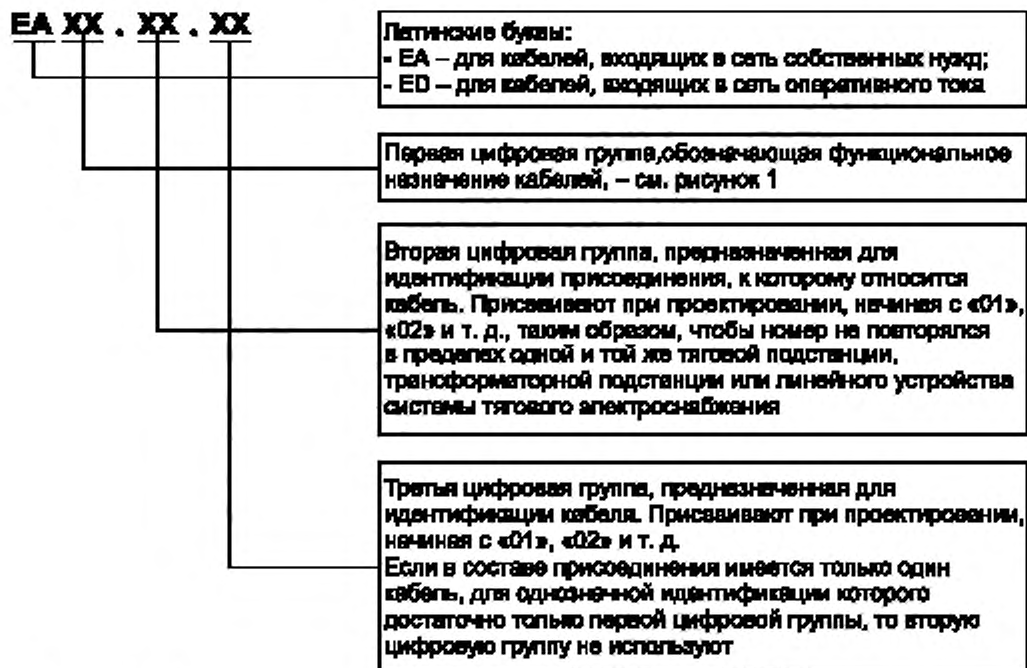 EA XX . XX . XX
Латинские буквы:
- EA – для кабелей, входящих в сеть собственных нужд;
- ED – для кабелей, входящих в сеть оперативного тока
Первая цифровая группа,обозначающая функциональное
назначение кабелей, – см. рисунок 1
Вторая цифровая группа, предназначенная для
идентификации присоединения, к которому относится
кабель. Присваивают при проектировании, начиная с «01»,
«02» и т. д., таким образом, чтобы номер не повторялся
в пределах одной и той же тяговой подстанции,
трансформаторной подстанции или линейного устройства
системы тягового электроснабжения
Третья цифровая группа, предназначенная для
идентификации кабеля. Присваивают при проектировании,
начиная с «01», «02» и т. д.
Если в составе присоединения имеется только один
кабель, для однозначной идентификации которого
достаточно только первой цифровой группы, то вторую
цифровую группу не используют